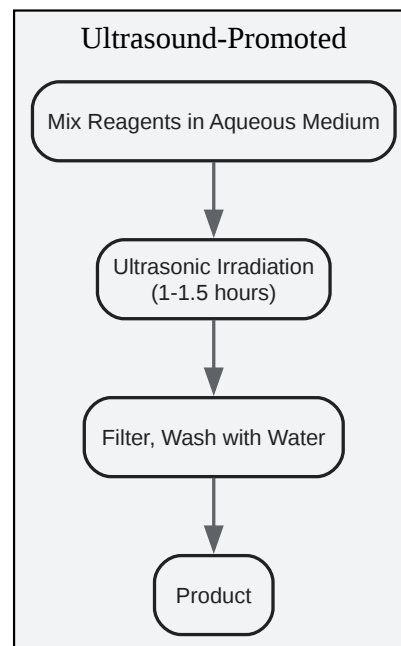 Ultrasound-Promoted
Mix Reagents in Aqueous Medium
Ultrasonic Irradiation
(1-1.5 hours)
Filter, Wash with Water
Product